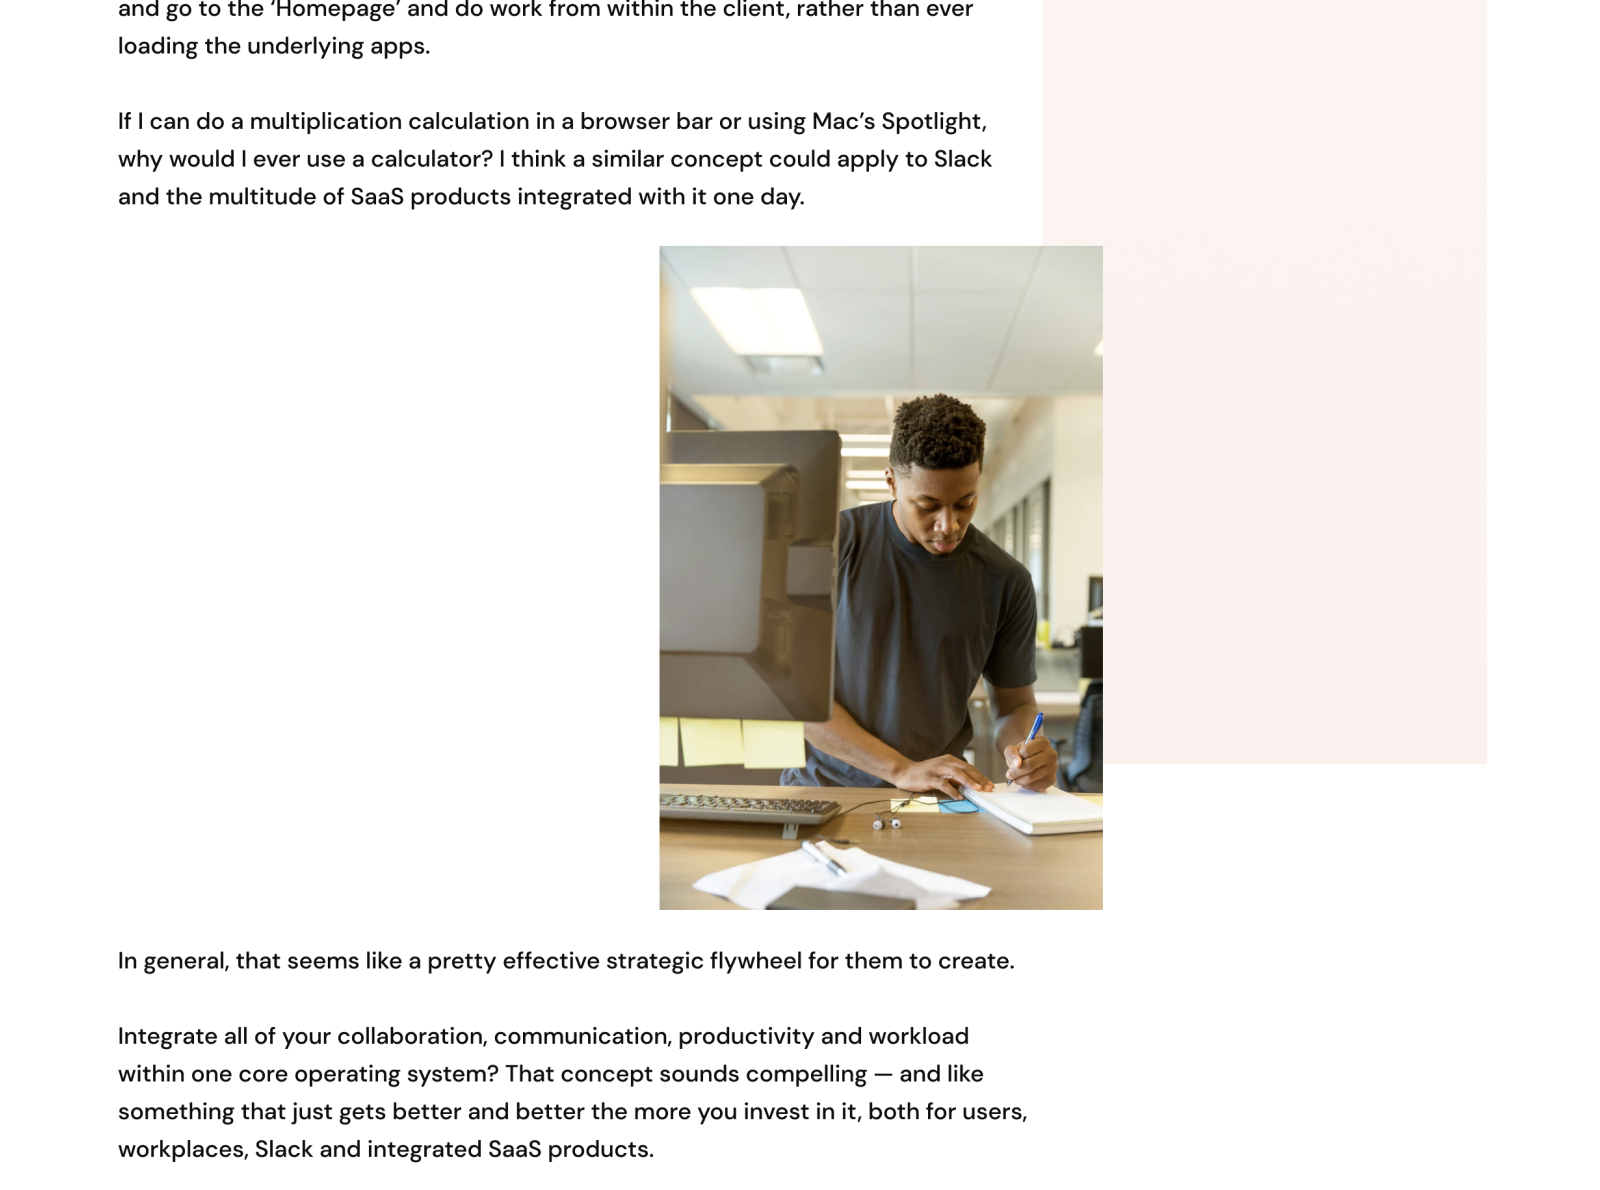 and go to the ‘Homepage’ and do work from within the client, rather than ever
loading the underlying apps.
If I can do a multiplication calculation in a browser bar or using Mac’s Spotlight,
why would I ever use a calculator? I think a similar concept could apply to Slack
and the multitude of SaaS products integrated with it one day.
In general, that seems like a pretty effective strategic flywheel for them to create.
Integrate all of your collaboration, communication, productivity and workload
within one core operating system? That concept sounds compelling — and like
something that just gets better and better the more you invest in it, both for users,
workplaces, Slack and integrated SaaS products.